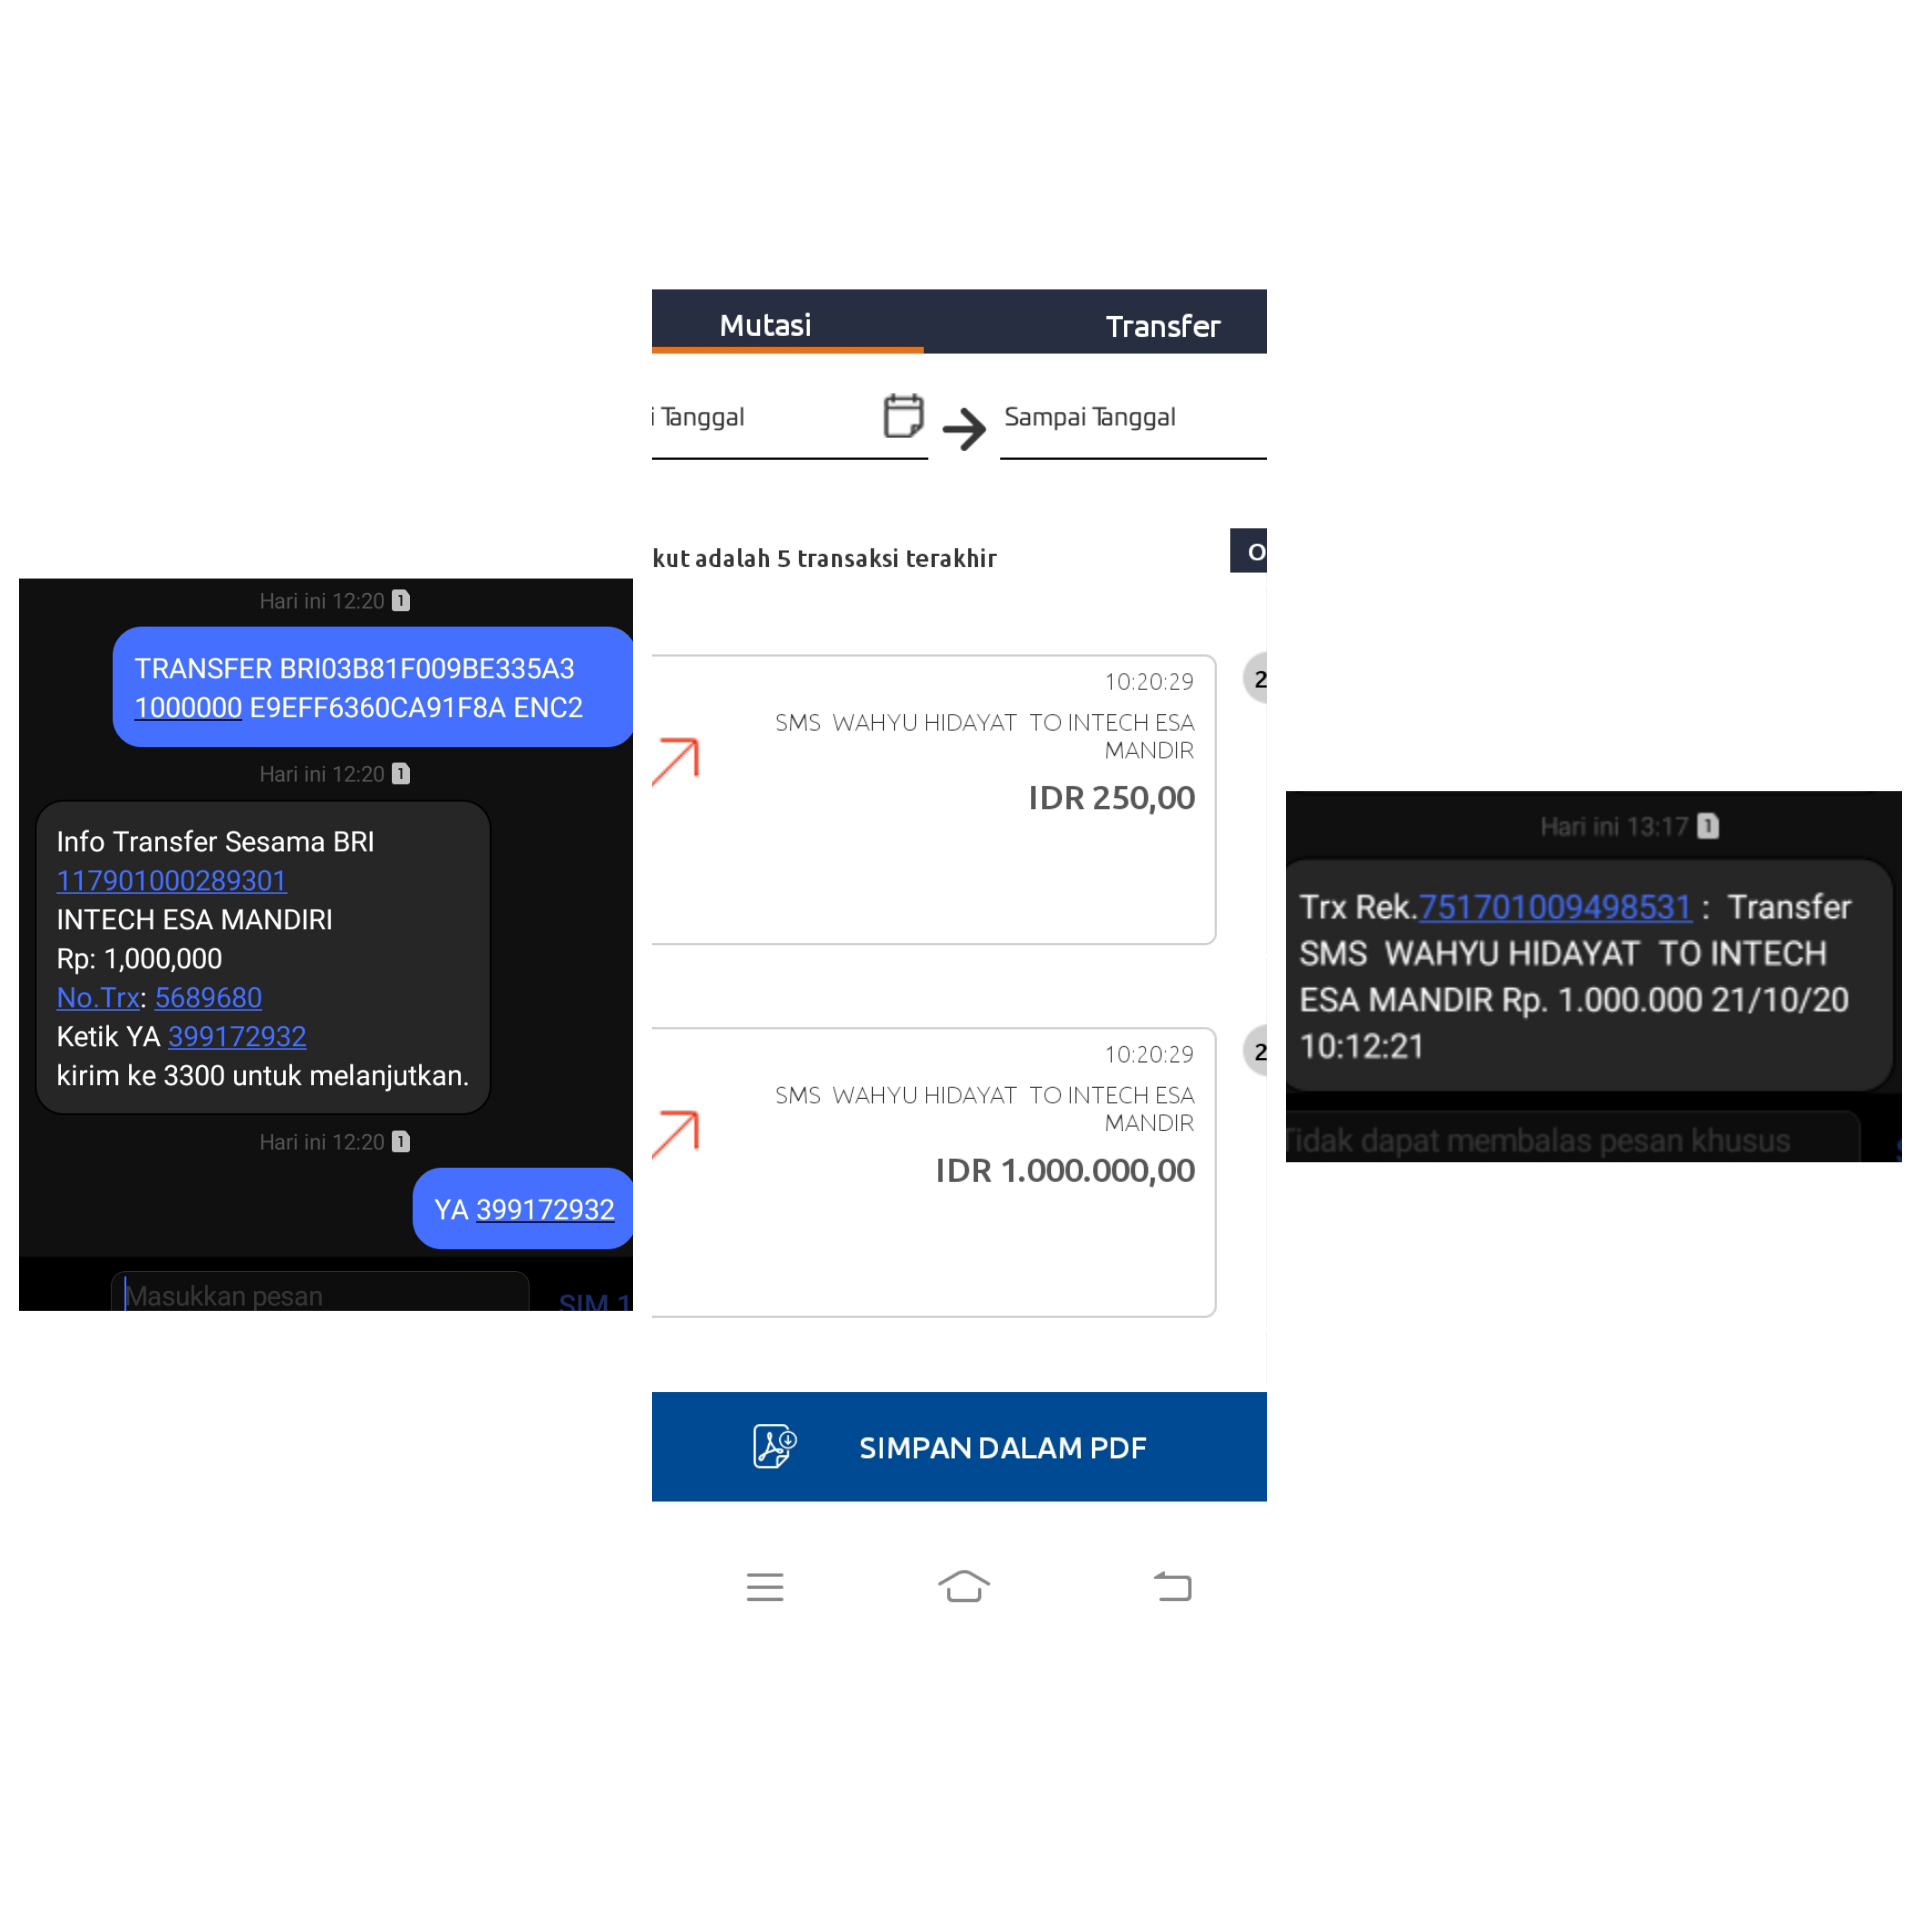 Hari ini 12:20 1
TRANSFER BRI03B81F009BE335A3
1000000 E9EFF6360CA91F8A ENC2
Hari ini 12:20 1
Info Transfer Sesama BRI
117901000289301
INTECH ESA MANDIRI
Rp: 1,000,000
No.Trx: 5689680
Ketik YA 399172932
kirim ke 3300 untuk melanjutkan.
Hari ini 12:20 1
YA 399172932
Masukkan pesan
SIM 1
Mutasi
Transfer
i Tanggal
Sampai Tanggal
kut adalah 5 transaksi terakhir
O
10:20:29
2
SMS WAHYU HIDAYAT TO INTECH ESA
MANDIR
IDR 250,00
10:20:29
2
SMS WAHYU HIDAYAT TO INTECH ESA
MANDIR
IDR 1.000.000,00
SIMPAN DALAM PDF
Hari ini 13:17 1
Trx Rek.751701009498531 : Transfer
SMS WAHYU HIDAYAT TO INTECH
ESA MANDIR Rp. 1.000.000 21/10/20
10:12:21
Tidak dapat membalas pesan khusus